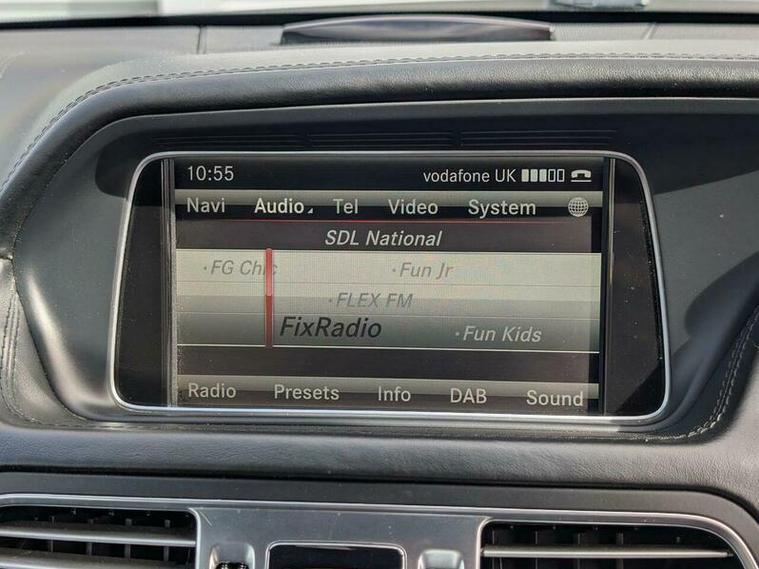 10:55 vodafone UK
Navi Audio Tel Video System
SDL National
•FG Chic •Fun Jr
•FLEX FM
FixRadio •Fun Kids
Radio Presets Info DAB Sound